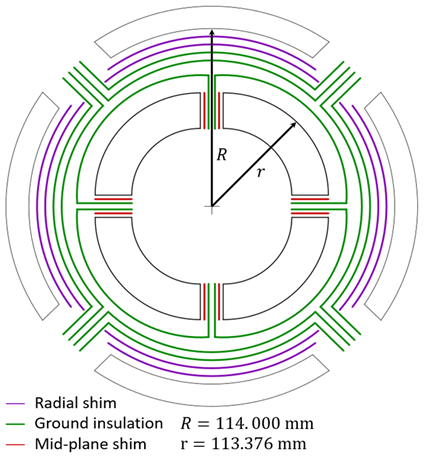 R
r
Radial shim
Ground insulation R = 114.000 mm
Mid-plane shim r = 113.376 mm